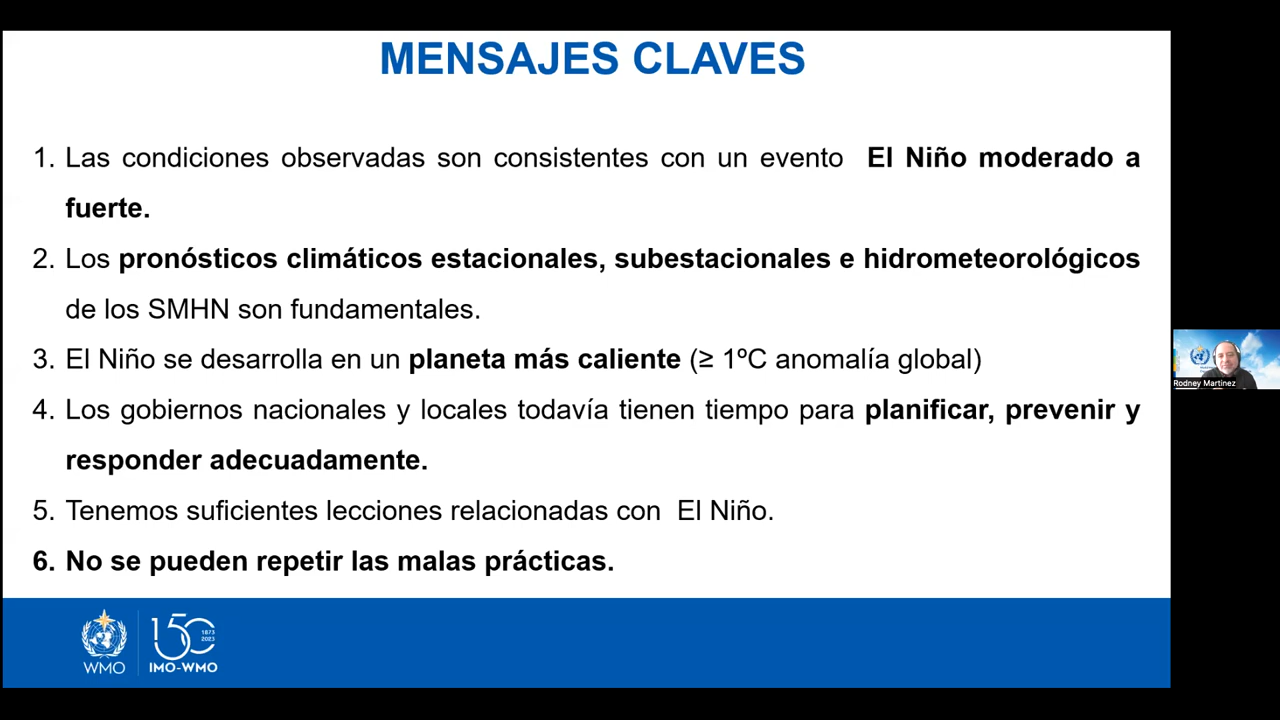 MENSAJES CLAVES
1. Las condiciones observadas son consistentes con un evento El Niño moderado a
fuerte.
2. Los pronósticos climáticos estacionales, subestacionales e hidrometeorológicos
de los SMHN son fundamentales.
3. El Niño se desarrolla en un planeta más caliente (≥ 1ºC anomalía global)
4. Los gobiernos nacionales y locales todavía tienen tiempo para planificar, prevenir y
responder adecuadamente.
5. Tenemos suficientes lecciones relacionadas con El Niño.
6. No se pueden repetir las malas prácticas.
Rodney Martinez
WMO
150
1873
2023
IMO-WMO